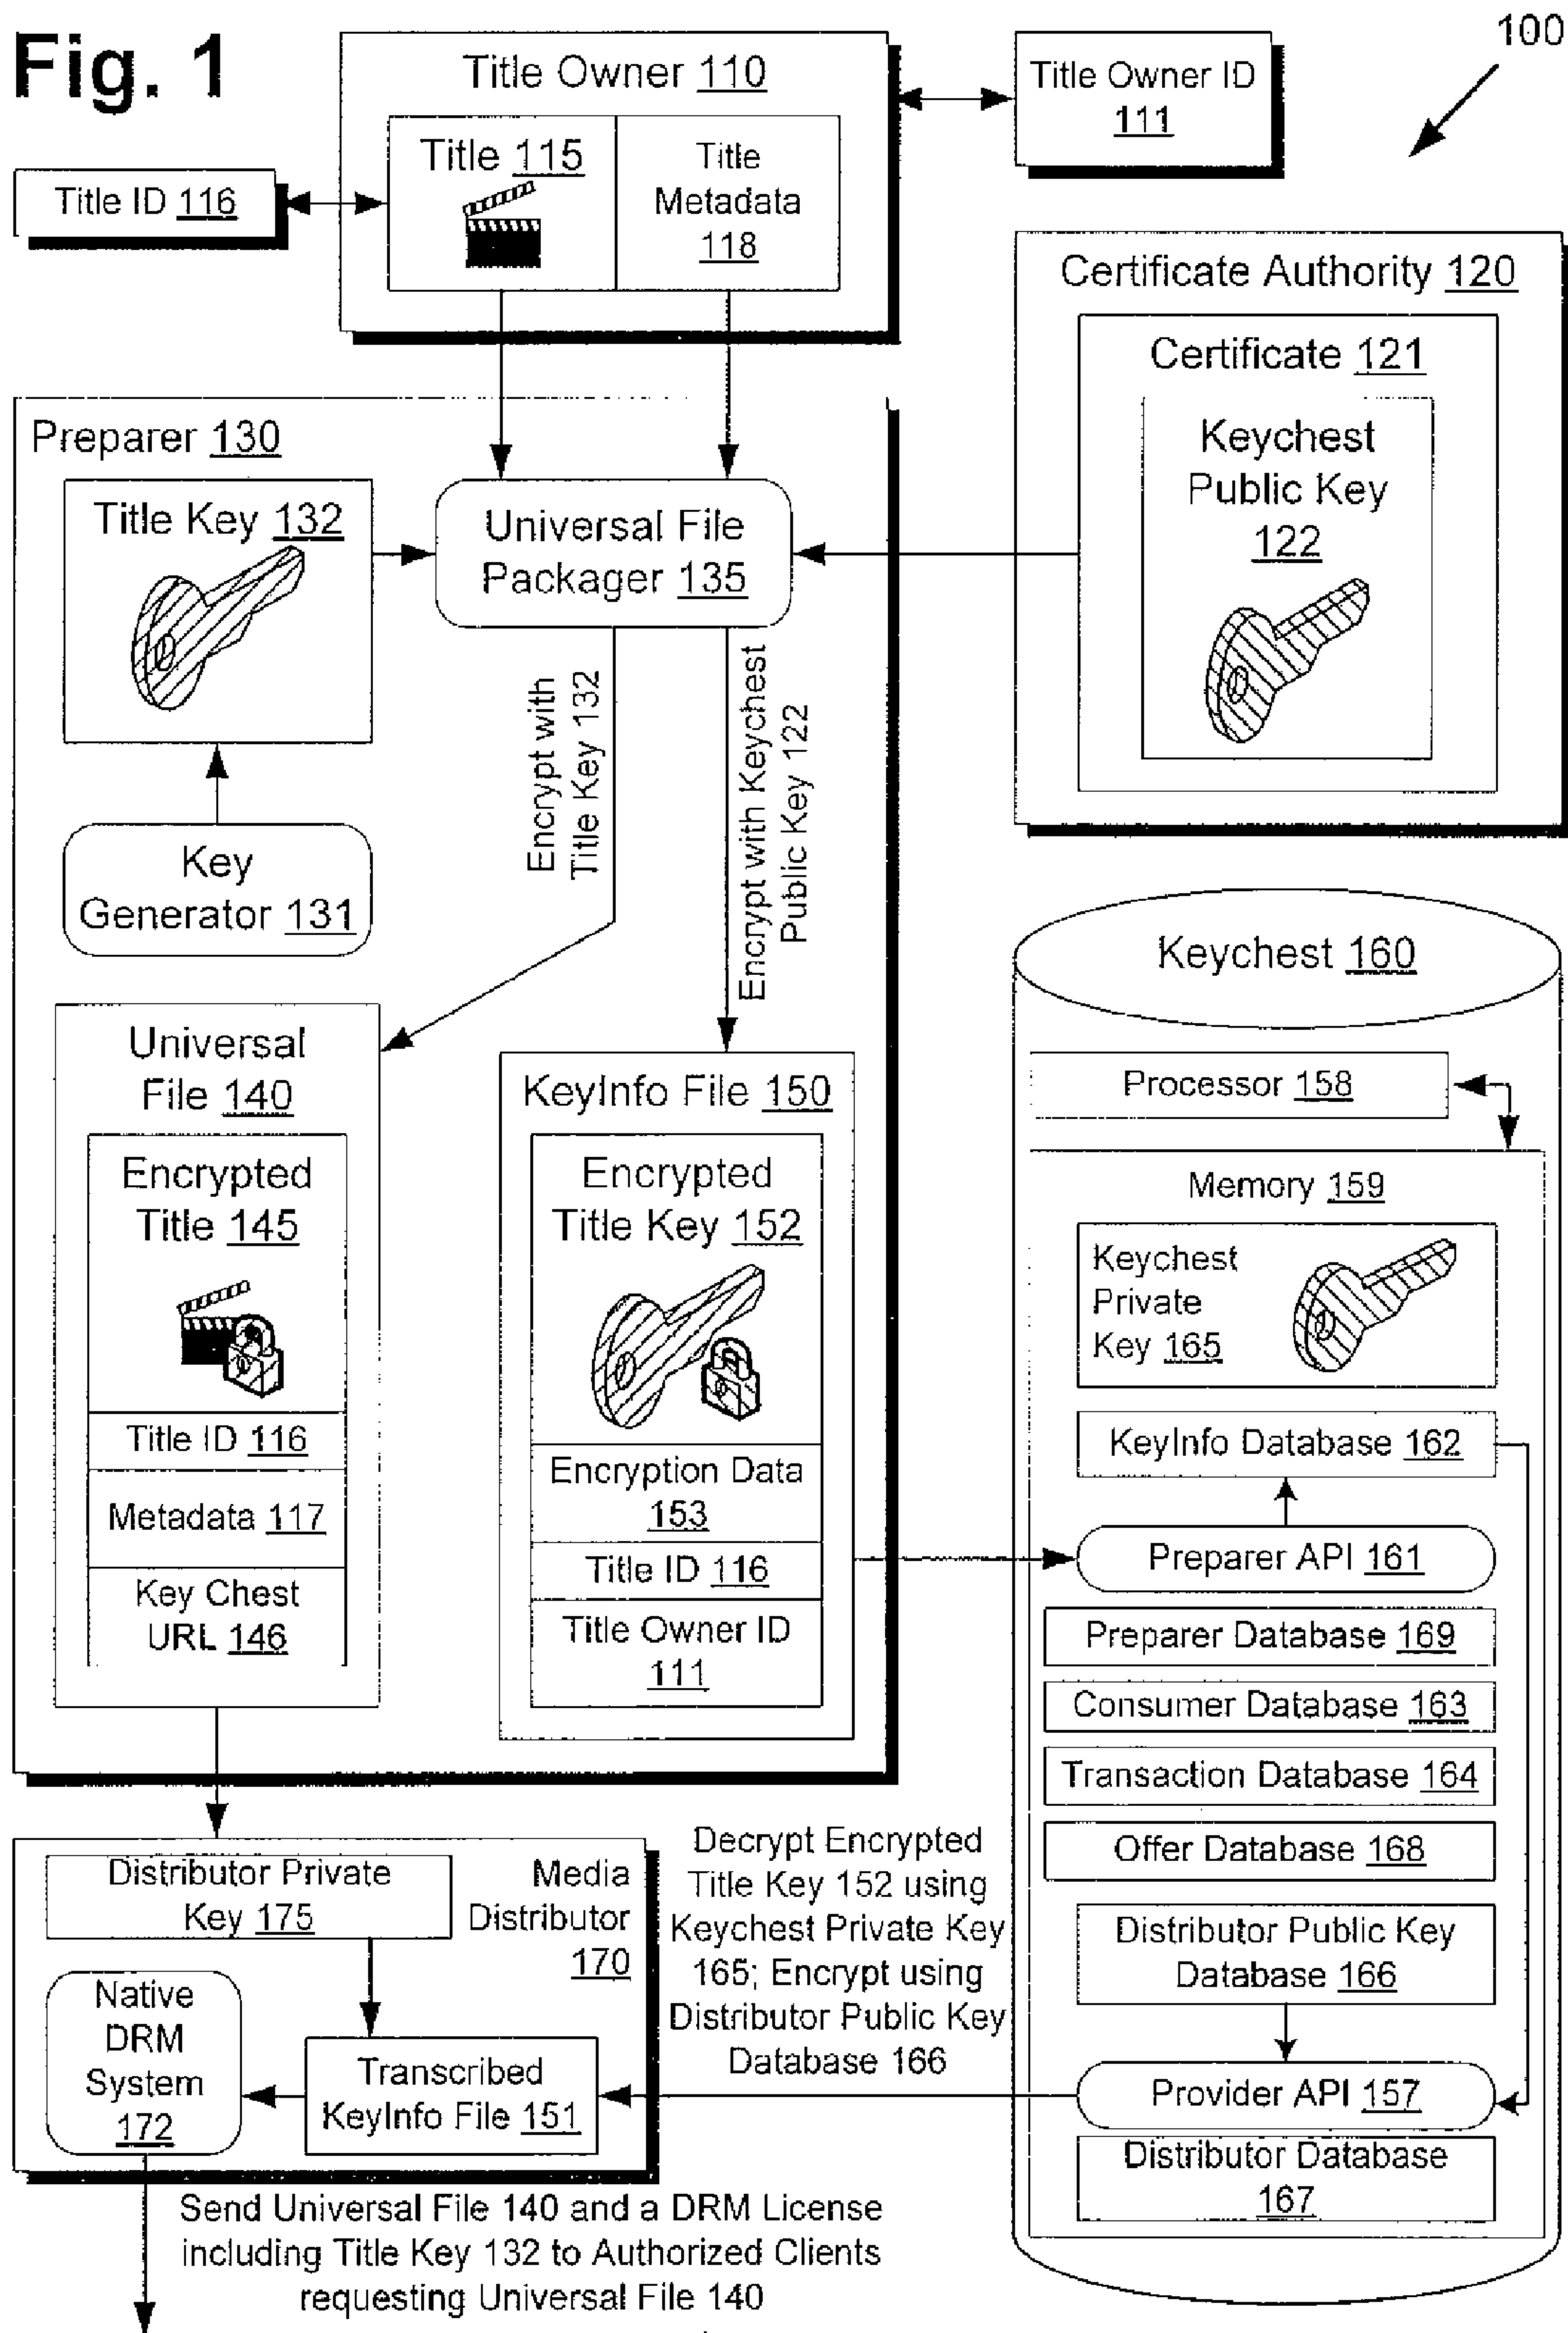 Fig. 1
100
Title Owner 110
Title 115
Title
Metadata
118
Title Owner ID
111
Title ID 116
Certificate Authority 120
Certificate 121
Keychest
Public Key
122
Preparer 130
Title Key 132
Universal File
Packager 135
Encrypt with
Title Key 132
Encrypt with Keychest
Public Key 122
Key
Generator 131
Universal
File 140
Encrypted
Title 145
Title ID 116
Metadata 117
Key Chest
URL 146
KeyInfo File 150
Encrypted
Title Key 152
Encryption Data
153
Title ID 116
Title Owner ID
111
Keychest 160
Processor 158
Memory 159
Keychest
Private
Key 165
KeyInfo Database 162
Preparer API 161
Preparer Database 169
Consumer Database 163
Transaction Database 164
Offer Database 168
Distributor Public Key
Database 166
Provider API 157
Distributor Database
167
Distributor Private
Key 175
Media
Distributor
170
Native
DRM
System
172
Transcribed
KeyInfo File 151
Decrypt Encrypted
Title Key 152 using
Keychest Private Key
165; Encrypt using
Distributor Public Key
Database 166
Send Universal File 140 and a DRM License
including Title Key 132 to Authorized Clients
requesting Universal File 140